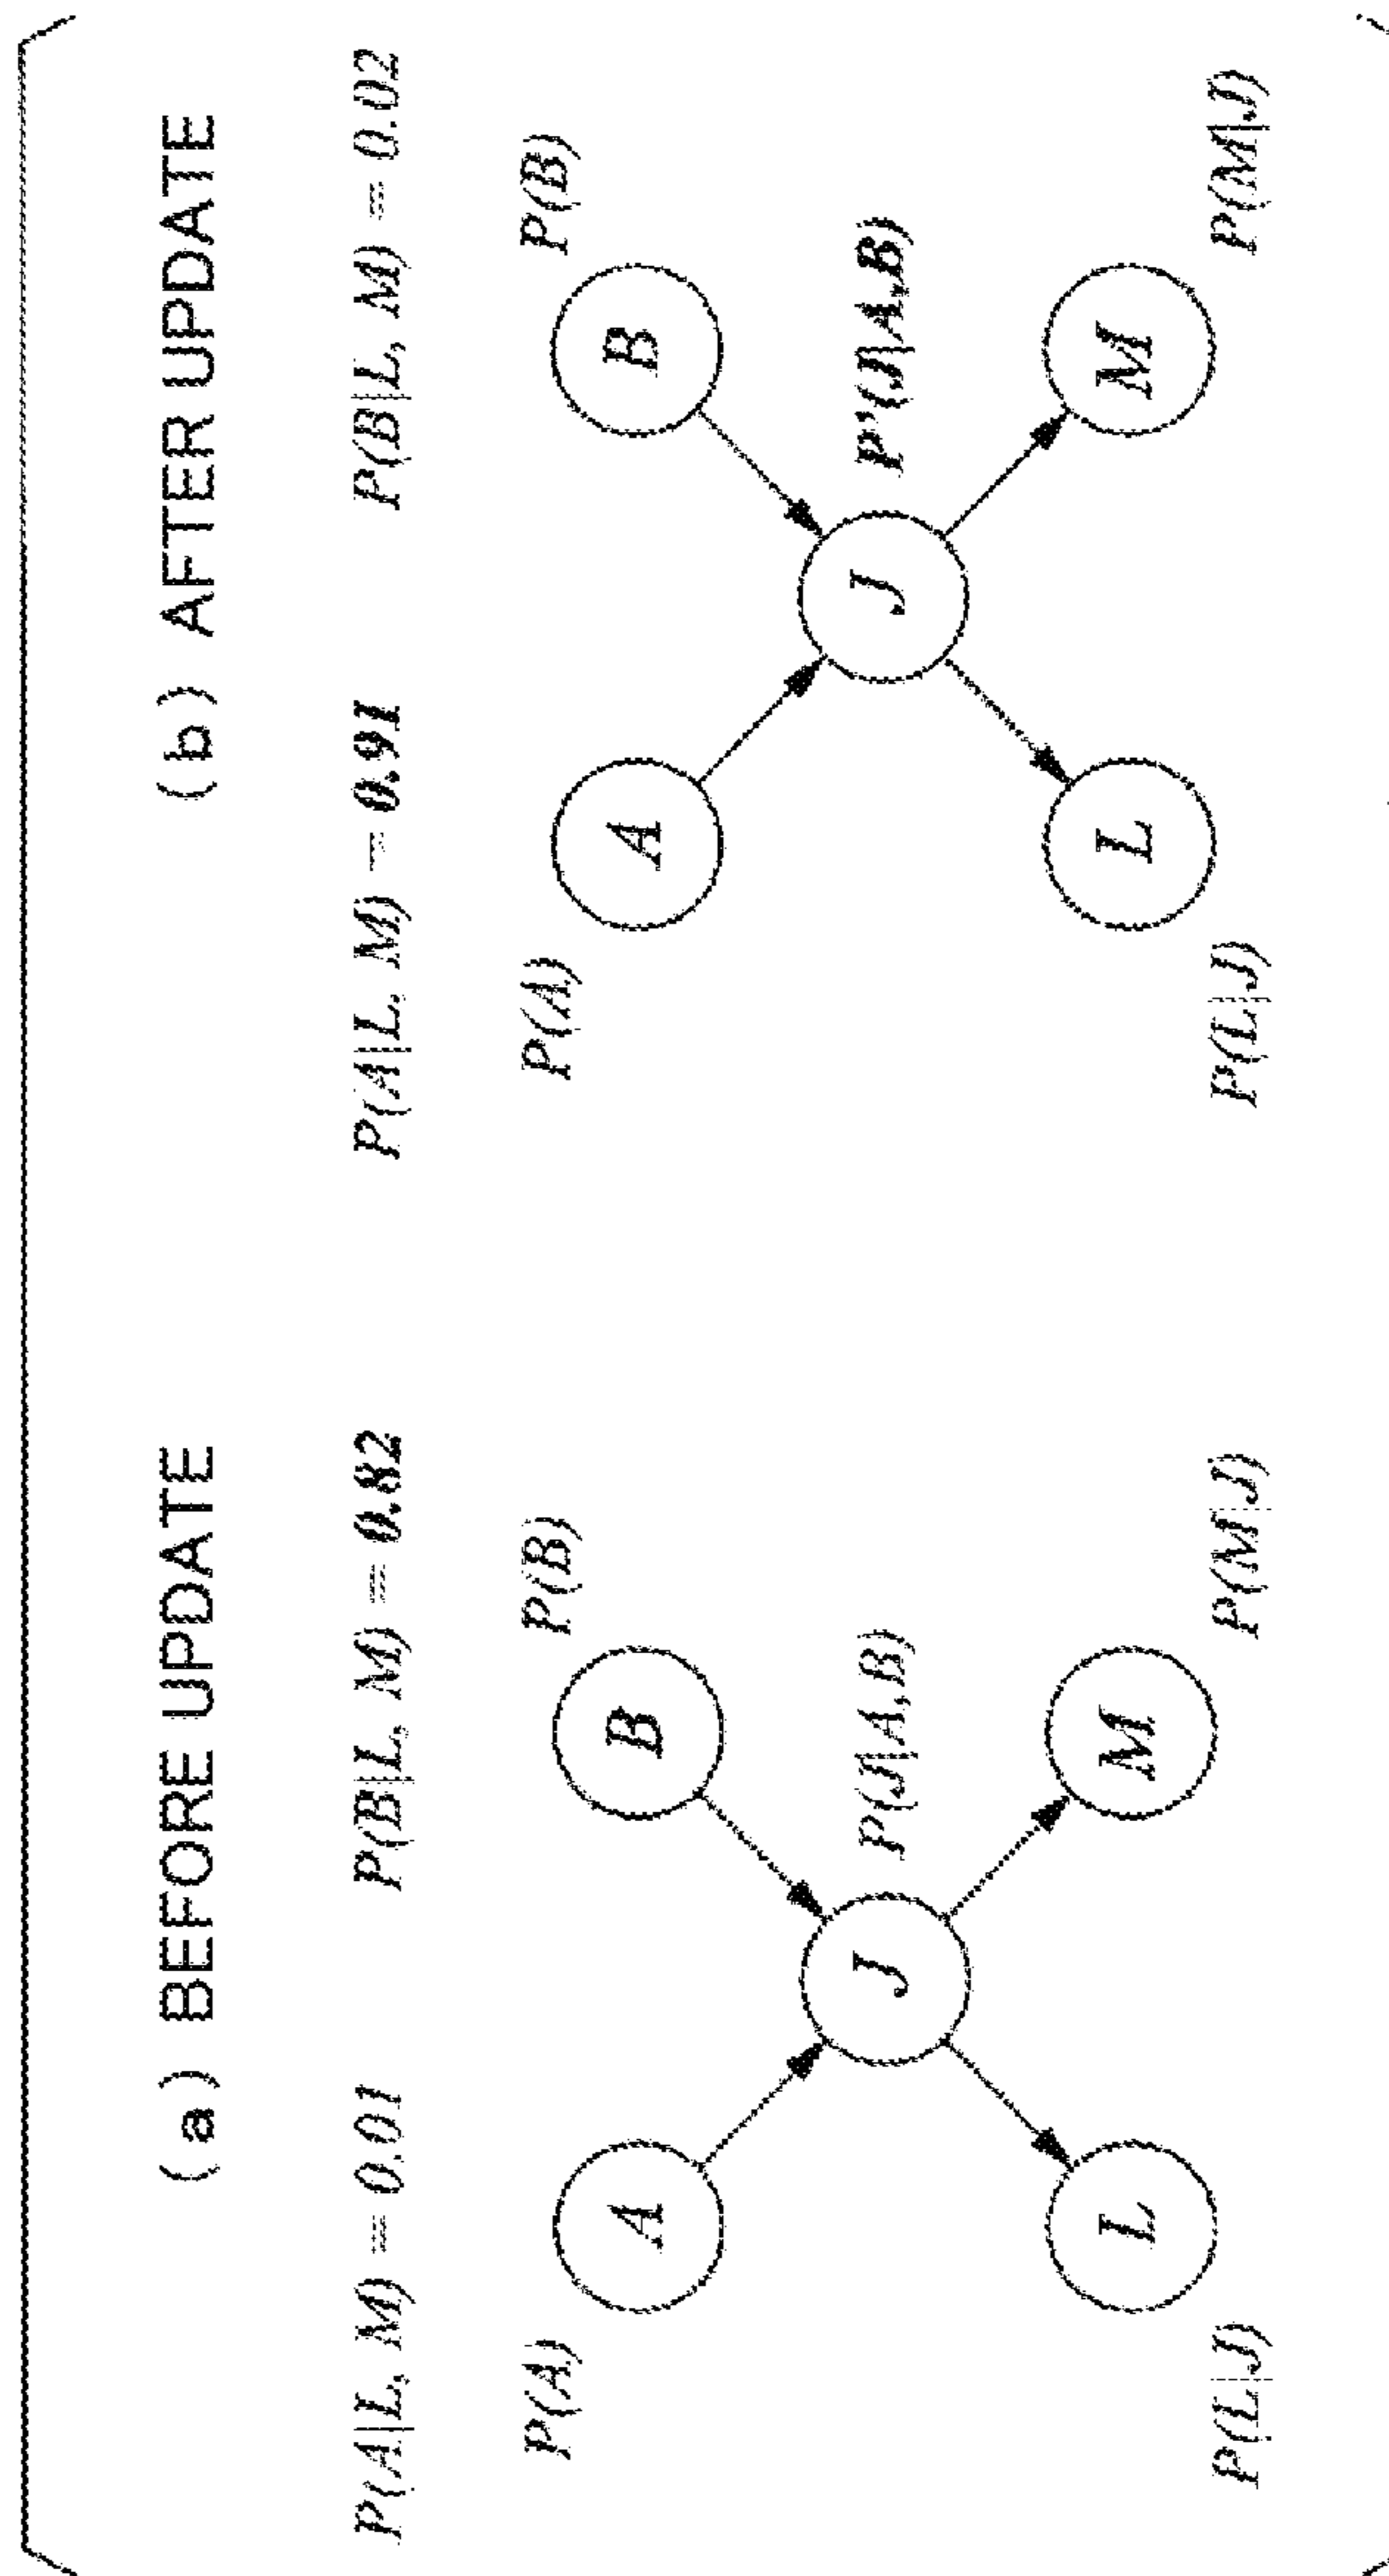 (a) BEFORE UPDATE
P(A|L, M) = 0.01
P(B|L, M) = 0.82
P(A)
A
B
P(B)
J
P(J|A,B)
P(L|J)
L
M
P(M|J)
(b) AFTER UPDATE
P(A|L, M) = 0.91
P(B|L, M) = 0.02
P(A)
A
B
P(B)
J
P'(J|A,B)
P(L|J)
L
M
P(M|J)